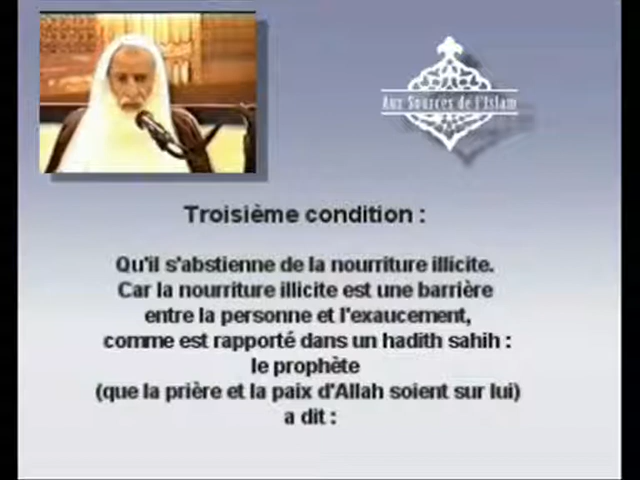 Aux Sources de l'Islam
Troisième condition :
Qu'il s'abstienne de la nourriture illicite.
Car la nourriture illicite est une barrière
entre la personne et l'exaucement,
comme est rapporté dans un hadith sahih :
le prophète
(que la prière et la paix d'Allah soient sur lui)
a dit :